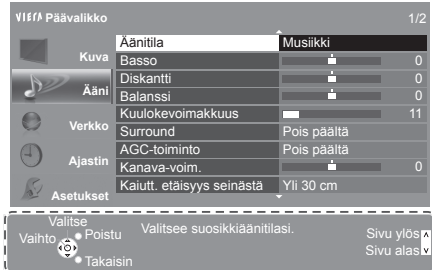 VIErA Päävalikko 1/2
Äänitila Musiikki
Kuva
Basso 0
Diskantti 0
Ääni
Balanssi 0
Kuulokevoimakkuus 11
Verkko
Surround Pois päältä
AGC-toiminto Pois päältä
Ajastin
Kanava-voim. 0
Kaiutt. etäisyys seinästä Yli 30 cm
Asetukset
Valitse
Vaihto Poistu
Takaisin
Valitsee suosikkiäänitilasi.
Sivu ylös
Sivu alas